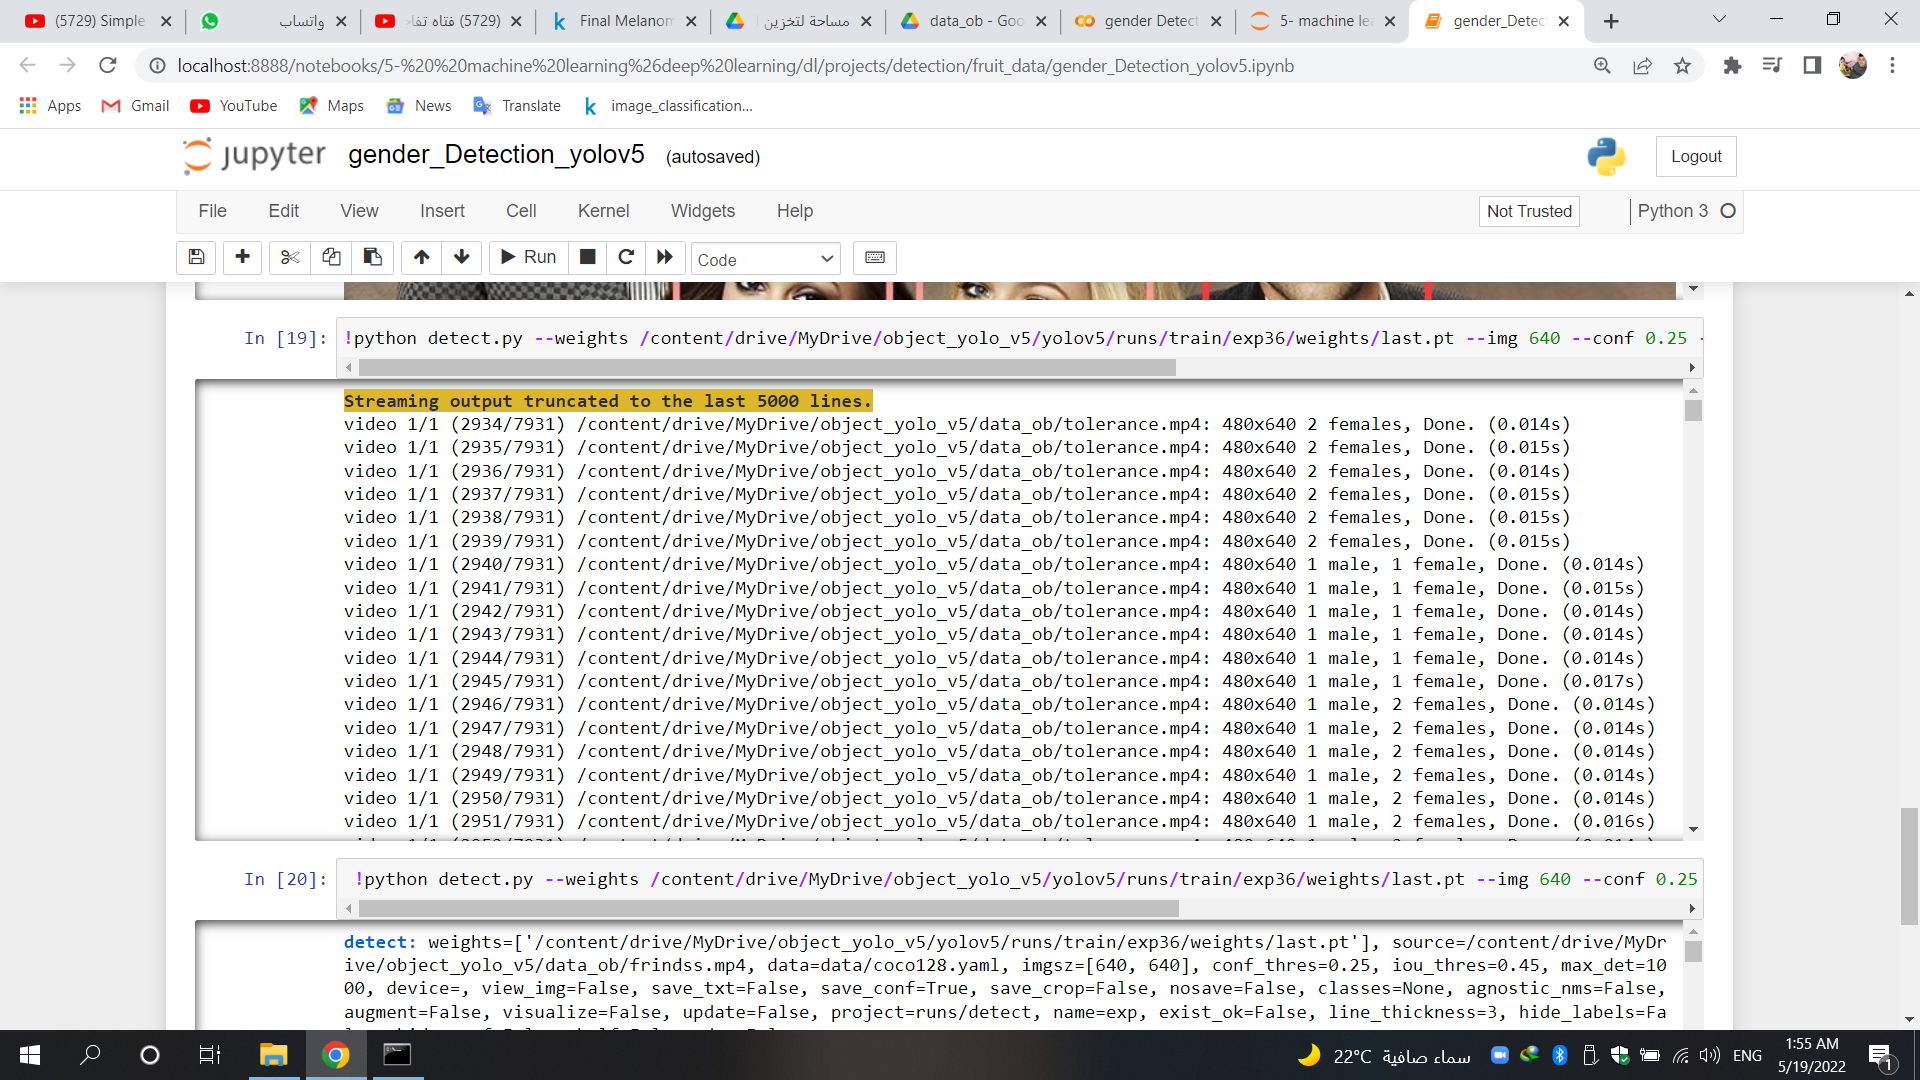 (5729) Simple
واتساب
(5729) فتاه تفا
Final Melanom
مساحة لتخزين
data_ob - Goo
gender Detect
5- machine lea
gender_Detec
localhost:8888/notebooks/5-%20%20machine%20learning%26deep%20learning/dl/projects/detection/fruit_data/gender_Detection_yolov5.ipynb
Apps Gmail YouTube Maps News Translate image_classification...
jupyter gender_Detection_yolov5 (autosaved) Logout
File Edit View Insert Cell Kernel Widgets Help Not Trusted Python 3
Run Code
In [19]: !python detect.py --weights /content/drive/MyDrive/object_yolo_v5/yolov5/runs/train/exp36/weights/last.pt --img 640 --conf 0.25 -
Streaming output truncated to the last 5000 lines.
video 1/1 (2934/7931) /content/drive/MyDrive/object_yolo_v5/data_ob/tolerance.mp4: 480x640 2 females, Done. (0.014s)
video 1/1 (2935/7931) /content/drive/MyDrive/object_yolo_v5/data_ob/tolerance.mp4: 480x640 2 females, Done. (0.015s)
video 1/1 (2936/7931) /content/drive/MyDrive/object_yolo_v5/data_ob/tolerance.mp4: 480x640 2 females, Done. (0.014s)
video 1/1 (2937/7931) /content/drive/MyDrive/object_yolo_v5/data_ob/tolerance.mp4: 480x640 2 females, Done. (0.015s)
video 1/1 (2938/7931) /content/drive/MyDrive/object_yolo_v5/data_ob/tolerance.mp4: 480x640 2 females, Done. (0.015s)
video 1/1 (2939/7931) /content/drive/MyDrive/object_yolo_v5/data_ob/tolerance.mp4: 480x640 2 females, Done. (0.015s)
video 1/1 (2940/7931) /content/drive/MyDrive/object_yolo_v5/data_ob/tolerance.mp4: 480x640 1 male, 1 female, Done. (0.014s)
video 1/1 (2941/7931) /content/drive/MyDrive/object_yolo_v5/data_ob/tolerance.mp4: 480x640 1 male, 1 female, Done. (0.015s)
video 1/1 (2942/7931) /content/drive/MyDrive/object_yolo_v5/data_ob/tolerance.mp4: 480x640 1 male, 1 female, Done. (0.014s)
video 1/1 (2943/7931) /content/drive/MyDrive/object_yolo_v5/data_ob/tolerance.mp4: 480x640 1 male, 1 female, Done. (0.014s)
video 1/1 (2944/7931) /content/drive/MyDrive/object_yolo_v5/data_ob/tolerance.mp4: 480x640 1 male, 1 female, Done. (0.014s)
video 1/1 (2945/7931) /content/drive/MyDrive/object_yolo_v5/data_ob/tolerance.mp4: 480x640 1 male, 1 female, Done. (0.017s)
video 1/1 (2946/7931) /content/drive/MyDrive/object_yolo_v5/data_ob/tolerance.mp4: 480x640 1 male, 2 females, Done. (0.014s)
video 1/1 (2947/7931) /content/drive/MyDrive/object_yolo_v5/data_ob/tolerance.mp4: 480x640 1 male, 2 females, Done. (0.014s)
video 1/1 (2948/7931) /content/drive/MyDrive/object_yolo_v5/data_ob/tolerance.mp4: 480x640 1 male, 2 females, Done. (0.014s)
video 1/1 (2949/7931) /content/drive/MyDrive/object_yolo_v5/data_ob/tolerance.mp4: 480x640 1 male, 2 females, Done. (0.014s)
video 1/1 (2950/7931) /content/drive/MyDrive/object_yolo_v5/data_ob/tolerance.mp4: 480x640 1 male, 2 females, Done. (0.014s)
video 1/1 (2951/7931) /content/drive/MyDrive/object_yolo_v5/data_ob/tolerance.mp4: 480x640 1 male, 2 females, Done. (0.016s)
In [20]: !python detect.py --weights /content/drive/MyDrive/object_yolo_v5/yolov5/runs/train/exp36/weights/last.pt --img 640 --conf 0.25
detect: weights=['/content/drive/MyDrive/object_yolo_v5/yolov5/runs/train/exp36/weights/last.pt'], source=/content/drive/MyDr
ive/object_yolo_v5/data_ob/frindss.mp4, data=data/coco128.yaml, imgsz=[640, 640], conf_thres=0.25, iou_thres=0.45, max_det=10
00, device=, view_img=False, save_txt=False, save_conf=True, save_crop=False, nosave=False, classes=None, agnostic_nms=False,
augment=False, visualize=False, update=False, project=runs/detect, name=exp, exist_ok=False, line_thickness=3, hide_labels=Fa
22°C سماء صافية ENG 1:55 AM
5/19/2022 1